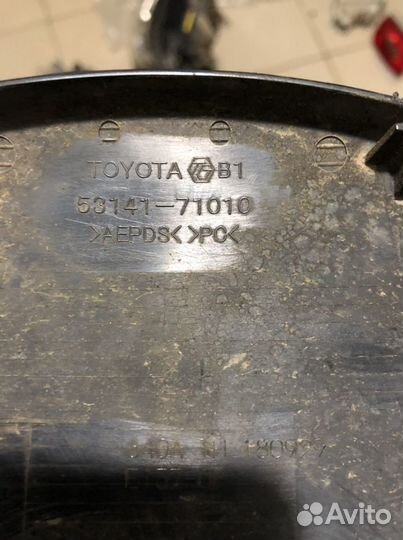 TOYOTA B1
53141-71010
>AEPDS< >PC<
Avito